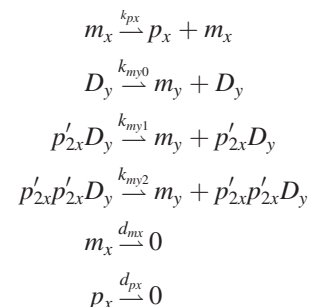 m_x \xrightarrow{k_{px}} p_x + m_x
D_y \xrightarrow{k_{my0}} m_y + D_y
p'_{2x}D_y \xrightarrow{k_{my1}} m_y + p'_{2x}D_y
p'_{2x}p'_{2x}D_y \xrightarrow{k_{my2}} m_y + p'_{2x}p'_{2x}D_y
m_x \xrightarrow{d_{mx}} 0
p_x \xrightarrow{d_{px}} 0